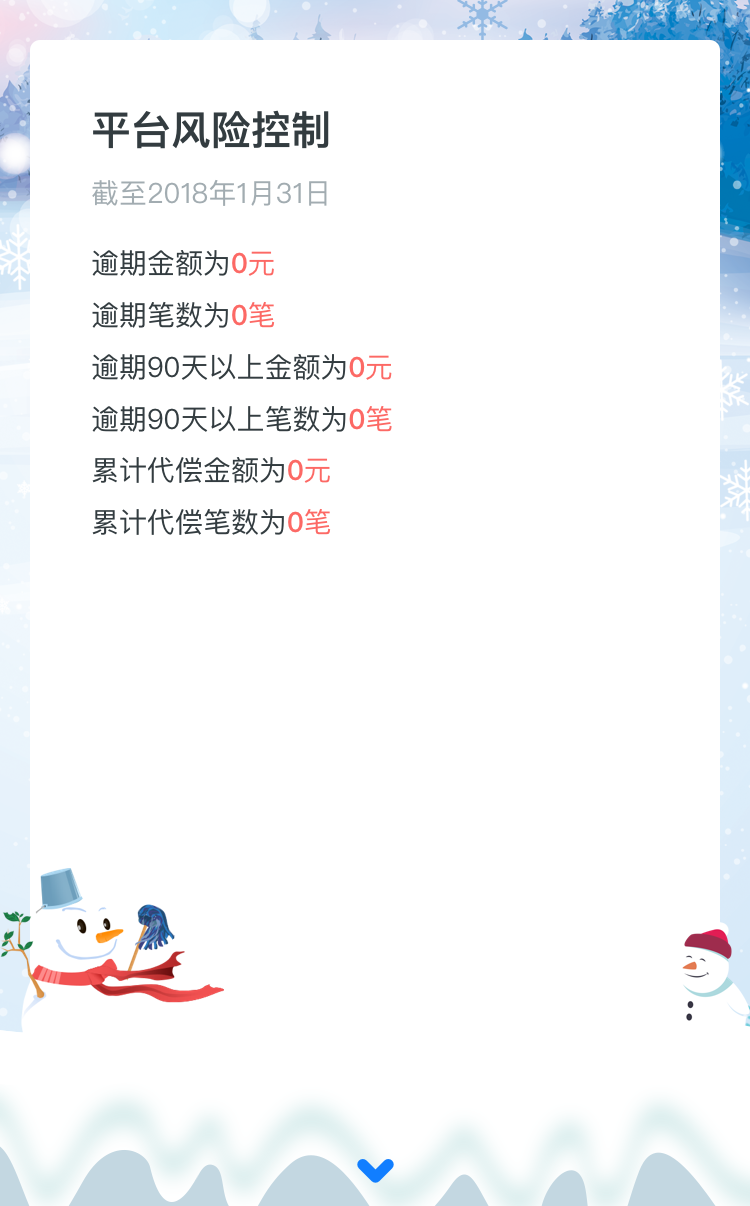 平台风险控制
截至2018年1月31日
逾期金额为0元
逾期笔数为0笔
逾期90天以上金额为0元
逾期90天以上笔数为0笔
累计代偿金额为0元
累计代偿笔数为0笔